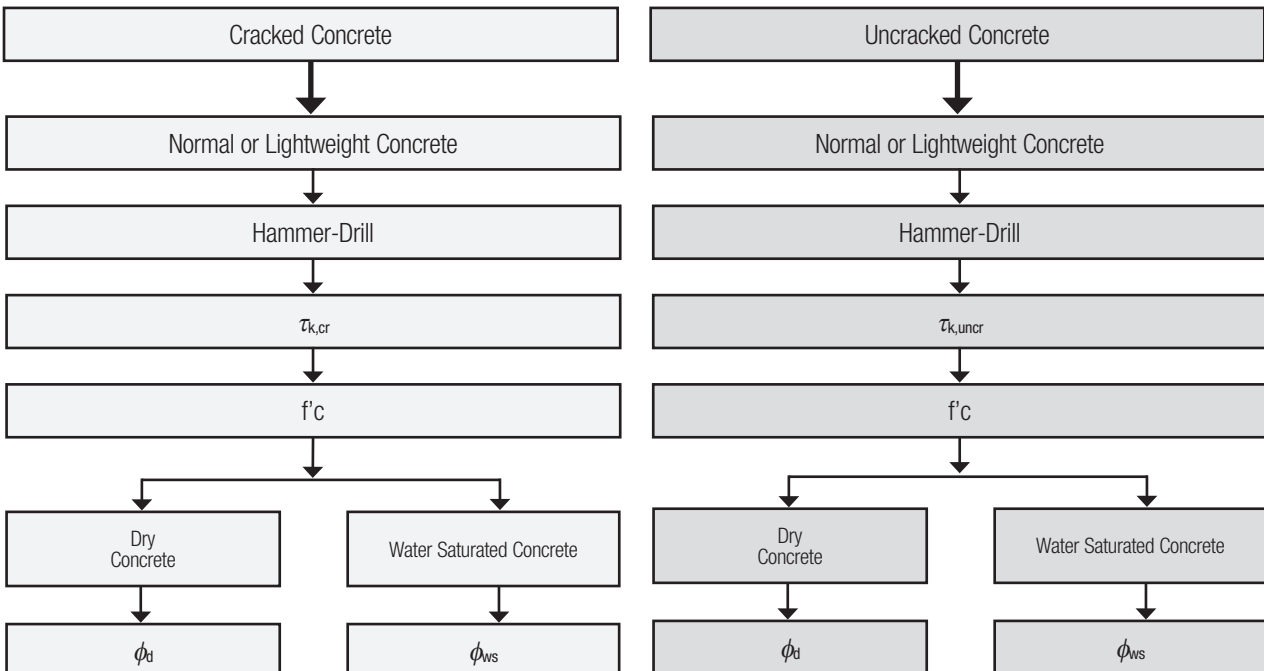 Cracked Concrete
Normal or Lightweight Concrete
Hammer-Drill
τk,cr
f'c
Dry
Concrete
Water Saturated Concrete
ϕd
ϕws
Uncracked Concrete
Normal or Lightweight Concrete
Hammer-Drill
τk,uncr
f'c
Dry
Concrete
Water Saturated Concrete
ϕd
ϕws